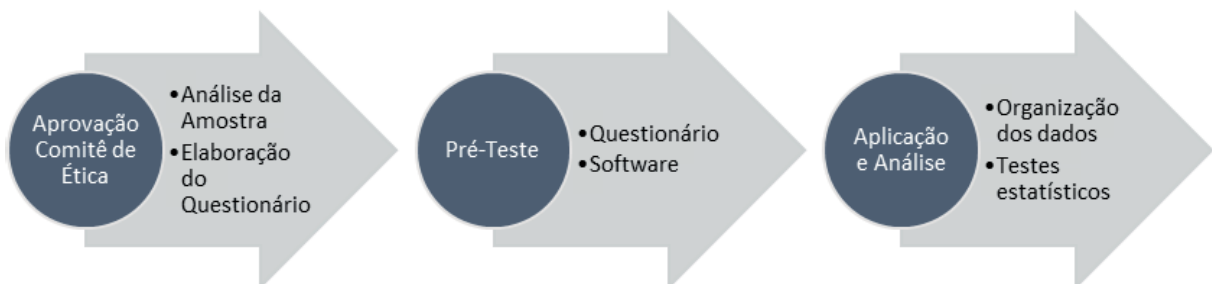 Aprovação
Comitê de
Ética
•Análise da
Amostra
•Elaboração
do
Questionário
Pré-Teste
•Questionário
•Software
Aplicação
e Análise
•Organização
dos dados
•Testes
estatísticos